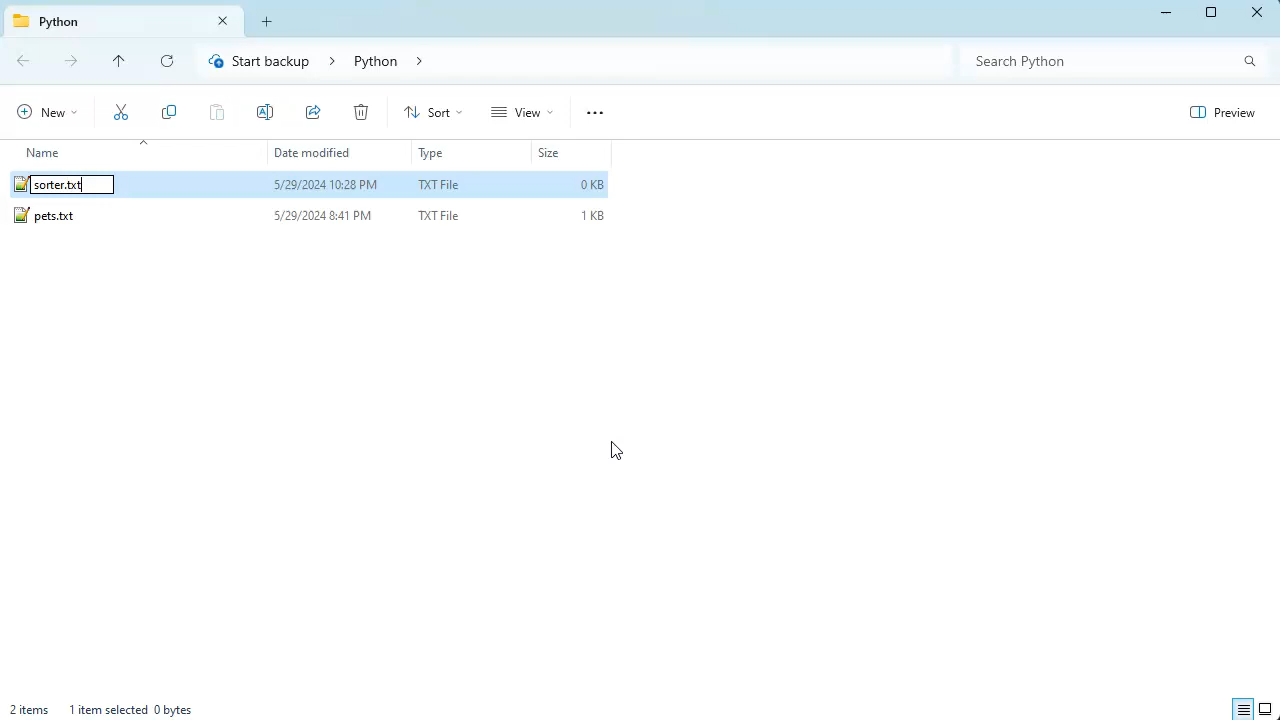 Python
Start backup > Python >
Search Python
New
Sort
View
Preview
Name Date modified Type Size
sorter.txt 5/29/2024 10:28 PM TXT File 0 KB
pets.txt 5/29/2024 8:41 PM TXT File 1 KB
2 items 1 item selected 0 bytes